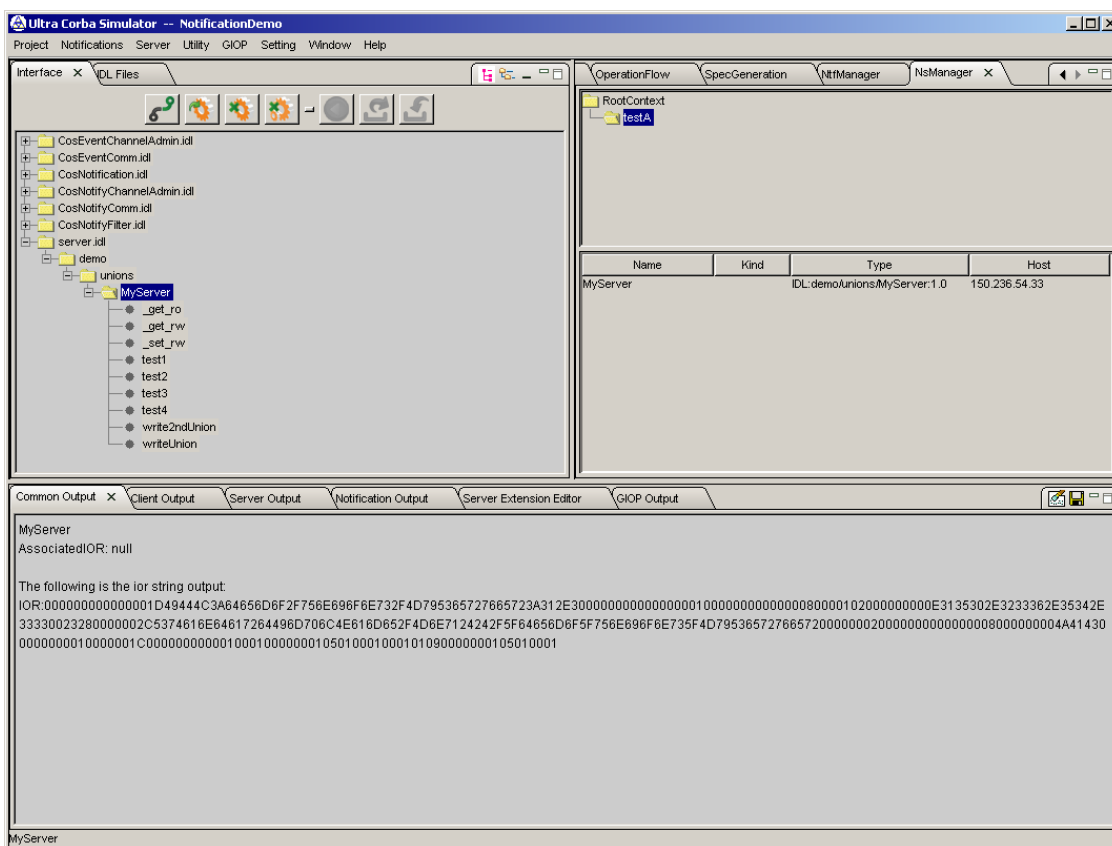 Ultra Corba Simulator -- NotificationDemo
Project Notifications Server Utility GIOP Setting Window Help
Interface X IDL Files
OperationFlow SpecGeneration NtfManager NsManager X
RootContext
testA
CosEventChannelAdmin.idl
CosEventComm.idl
CosNotification.idl
CosNotifyChannelAdmin.idl
CosNotifyComm.idl
CosNotifyFilter.idl
server.idl
demo
unions
MyServer
_get_ro
_get_rw
_set_rw
test1
test2
test3
test4
write2ndUnion
writeUnion
Name Kind Type Host
MyServer IDL:demo/unions/MyServer:1.0 150.236.54.33
Common Output X Client Output Server Output Notification Output Server Extension Editor GIOP Output
MyServer
AssociatedIOR: null
The following is the ior string output:
MyServer